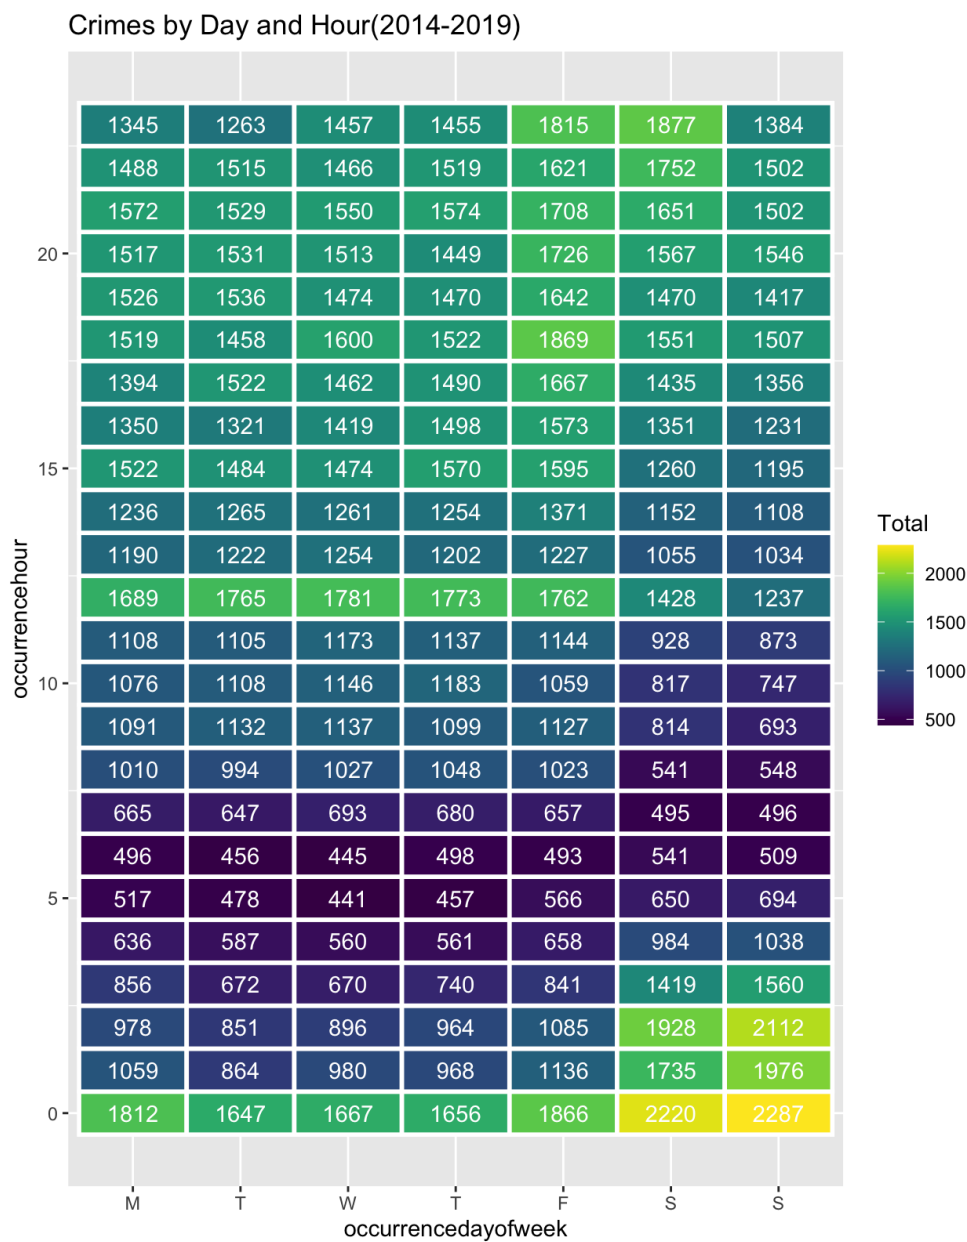 Crimes by Day and Hour(2014-2019)
1345 1263 1457 1455 1815 1877 1384
1488 1515 1466 1519 1621 1752 1502
1572 1529 1550 1574 1708 1651 1502
20 1517 1531 1513 1449 1726 1567 1546
1526 1536 1474 1470 1642 1470 1417
1519 1458 1600 1522 1869 1551 1507
1394 1522 1462 1490 1667 1435 1356
1350 1321 1419 1498 1573 1351 1231
15 1522 1484 1474 1570 1595 1260 1195
1236 1265 1261 1254 1371 1152 1108
1190 1222 1254 1202 1227 1055 1034
1689 1765 1781 1773 1762 1428 1237
1108 1105 1173 1137 1144 928 873
10 1076 1108 1146 1183 1059 817 747
1091 1132 1137 1099 1127 814 693
1010 994 1027 1048 1023 541 548
665 647 693 680 657 495 496
496 456 445 498 493 541 509
5 517 478 441 457 566 650 694
636 587 560 561 658 984 1038
856 672 670 740 841 1419 1560
978 851 896 964 1085 1928 2112
1059 864 980 968 1136 1735 1976
0 1812 1647 1667 1656 1866 2220 2287
M T W T F S S
occurrencedayofweek
occurrencehour
Total
2000
1500
1000
500